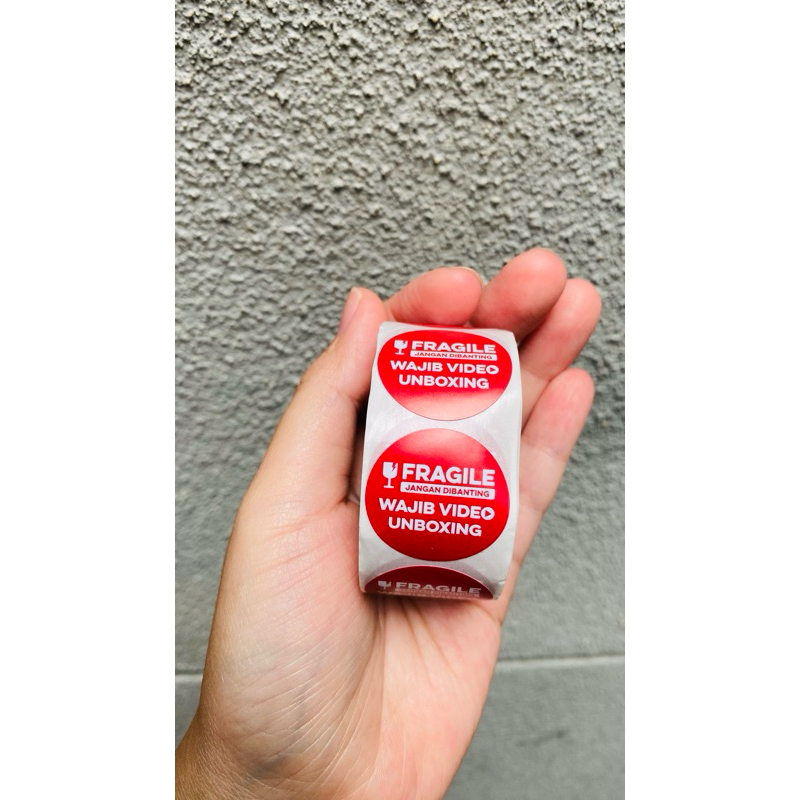 FRAGILE
JANGAN DIBANTING
WAJIB VIDEO
UNBOXING
FRAGILE
JANGAN DIBANTING
WAJIB VIDEO
UNBOXING
FRAGILE